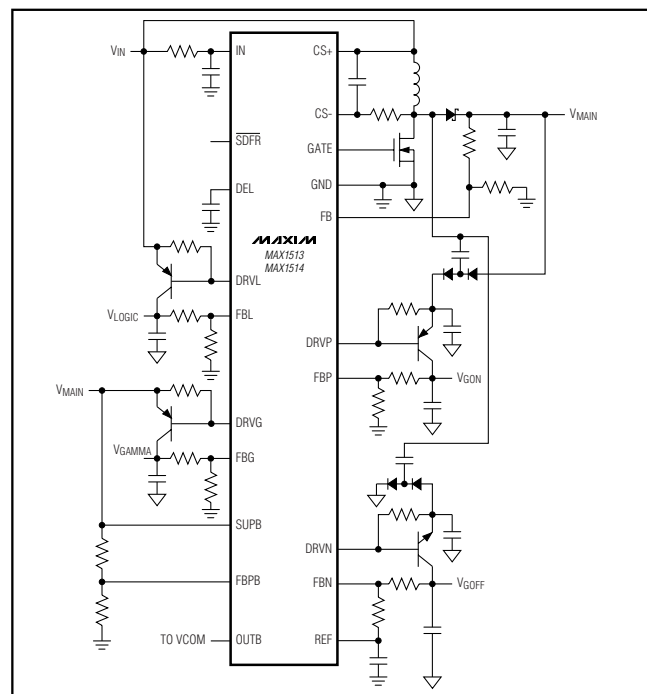 VIN
IN
CS+
CS-
VMAIN
SDFR
GATE
DEL
GND
FB
MAXIM
MAX1513
MAX1514
DRVL
VLOGIC
FBL
DRVP
FBP
VGON
VMAIN
DRVG
VGAMMA
FBG
SUPB
DRVN
FBPB
FBN
VGOFF
TO VCOM
OUTB
REF